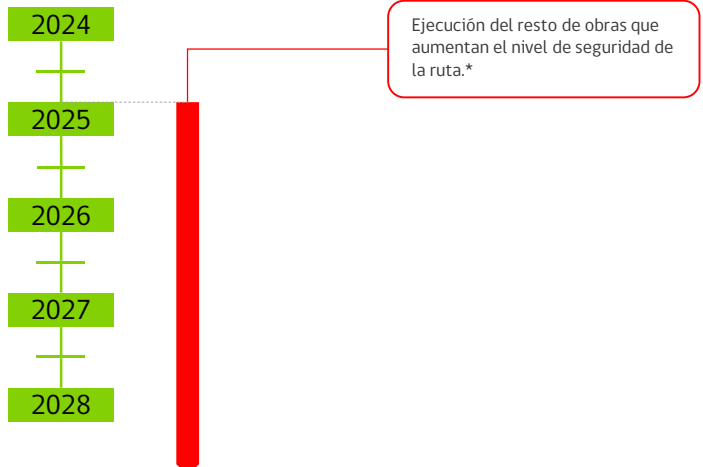 2024
Ejecución del resto de obras que
aumentan el nivel de seguridad de
la ruta.*
2025
2026
2027
2028